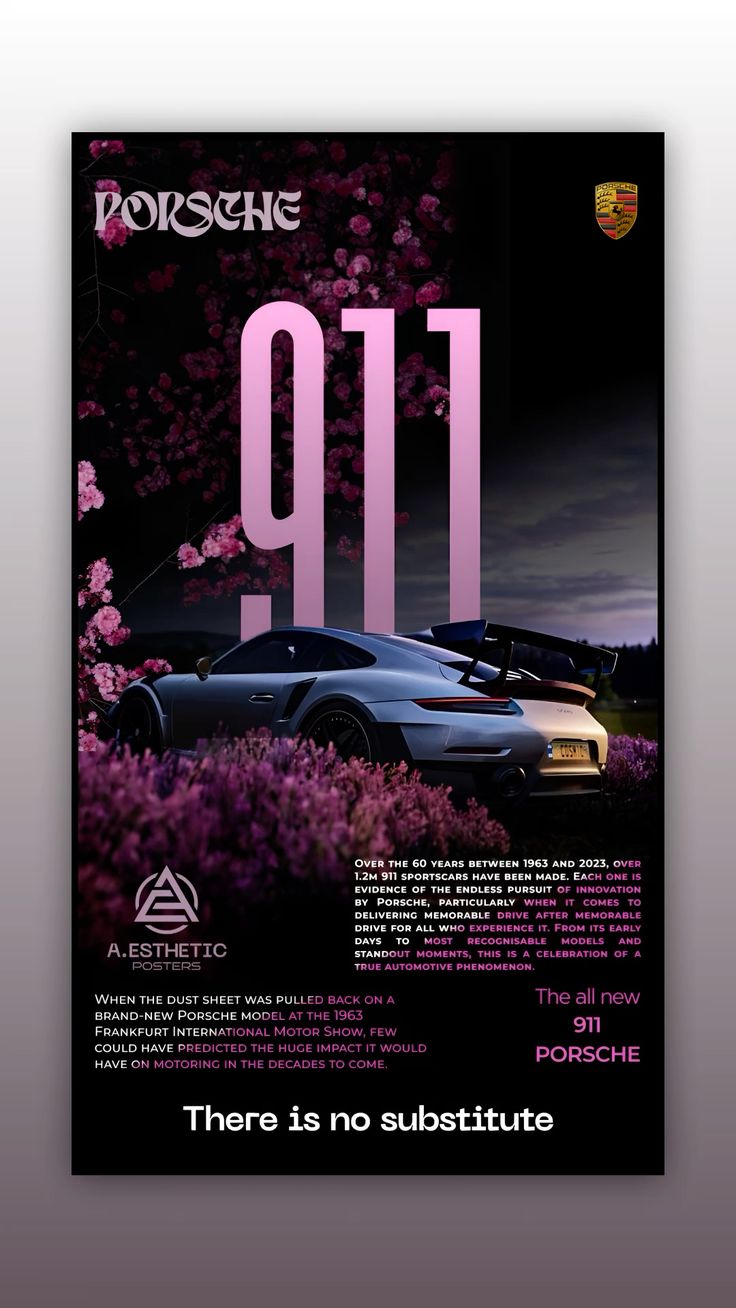 PORSCHE
PORSCHE
911
COSMIC
OVER THE 60 YEARS BETWEEN 1963 AND 2023, OVER
1.2M 911 SPORTSCARS HAVE BEEN MADE. EACH ONE IS
EVIDENCE OF THE ENDLESS PURSUIT OF INNOVATION
BY PORSCHE, PARTICULARLY WHEN IT COMES TO
DELIVERING MEMORABLE DRIVE AFTER MEMORABLE
DRIVE FOR ALL WHO EXPERIENCE IT. FROM ITS EARLY
DAYS TO MOST RECOGNISABLE MODELS AND
STANDOUT MOMENTS, THIS IS A CELEBRATION OF A
TRUE AUTOMOTIVE PHENOMENON.
A.ESTHETIC
POSTERS
WHEN THE DUST SHEET WAS PULLED BACK ON A
BRAND-NEW PORSCHE MODEL AT THE 1963
FRANKFURT INTERNATIONAL MOTOR SHOW, FEW
COULD HAVE PREDICTED THE HUGE IMPACT IT WOULD
HAVE ON MOTORING IN THE DECADES TO COME.
The all new
911
PORSCHE
There is no substitute